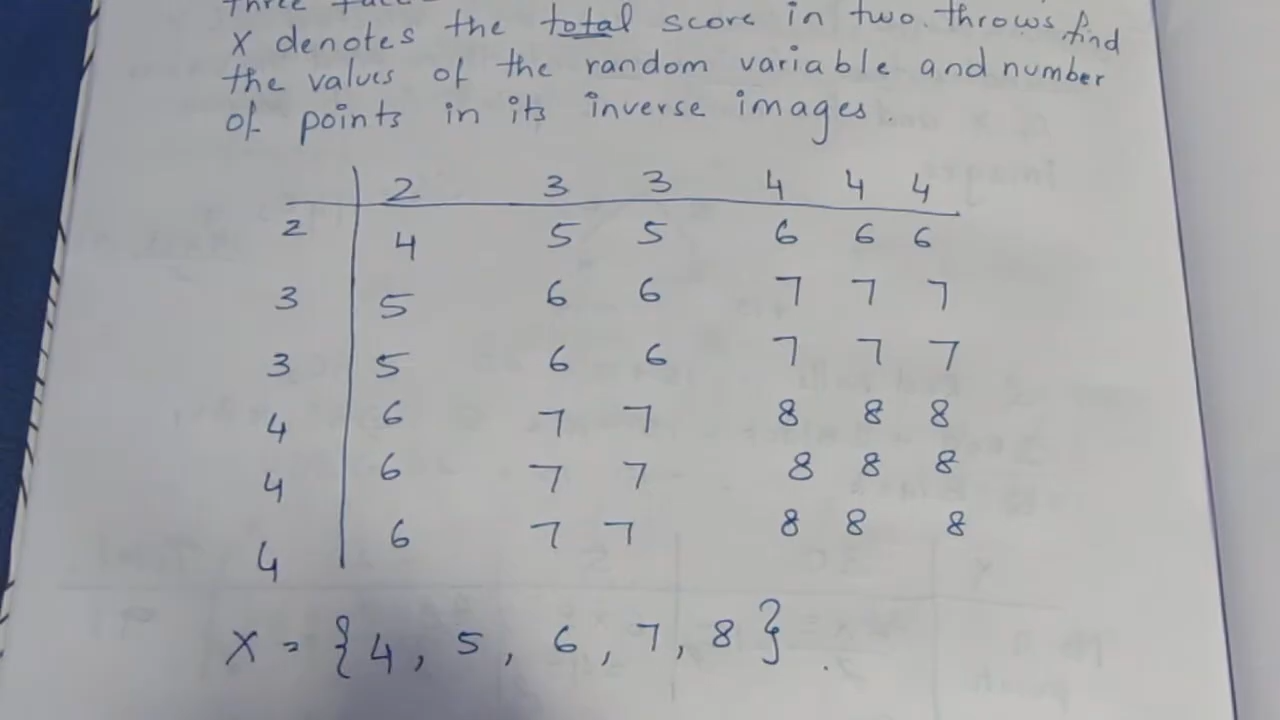 three
X denotes the total score in two throws, find
the values of the random variable and number
of points in its inverse images.
2 3 3 4 4 4
2 4 5 5 6 6 6
3 5 6 6 7 7 7
3 5 6 6 7 7 7
4 6 7 7 8 8 8
4 6 7 7 8 8 8
4 6 7 7 8 8 8
X = {4, 5, 6, 7, 8}.